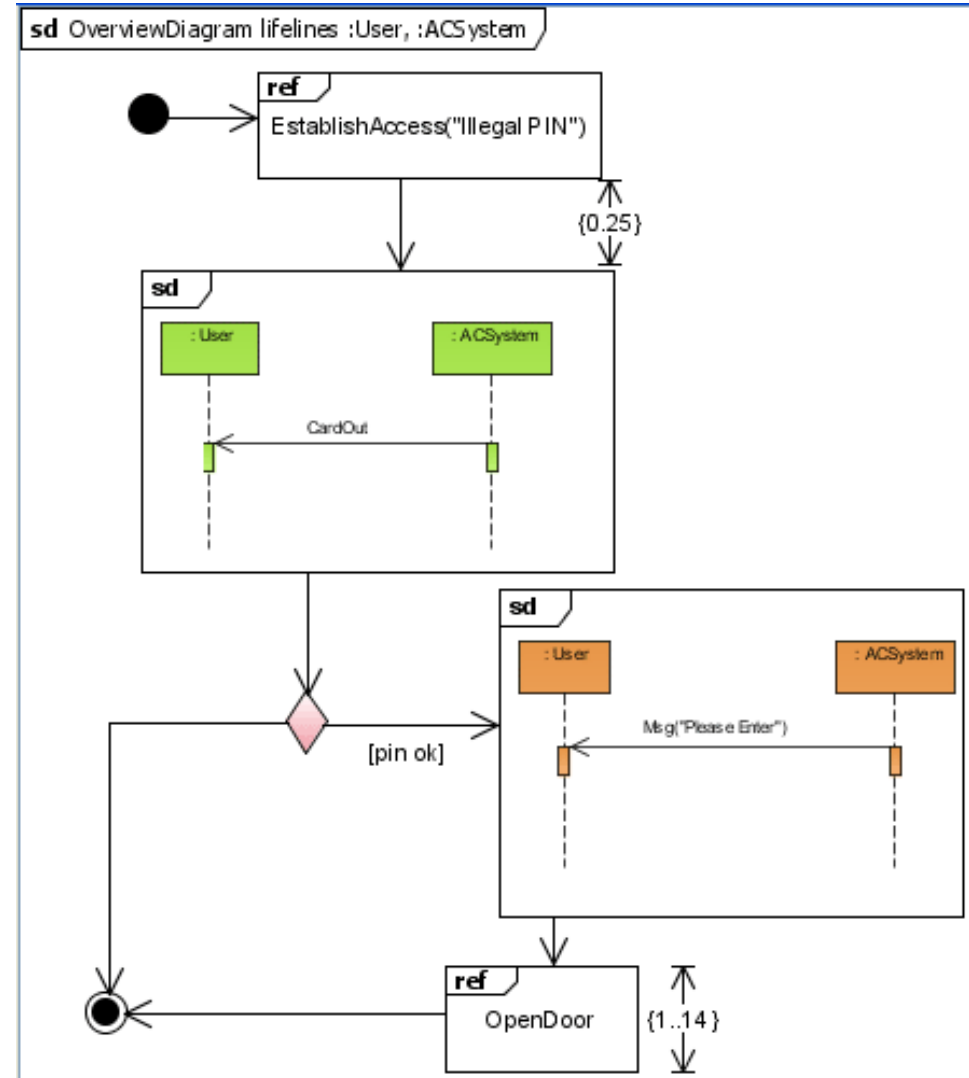 sd OverviewDiagram lifelines :User, :ACSystem
ref
EstablishAccess("Illegal PIN")
{0.25}
sd
: User
: ACSystem
CardOut
sd
: User
: ACSystem
Msg("Please Enter")
[pin ok]
ref
OpenDoor
{1..14}